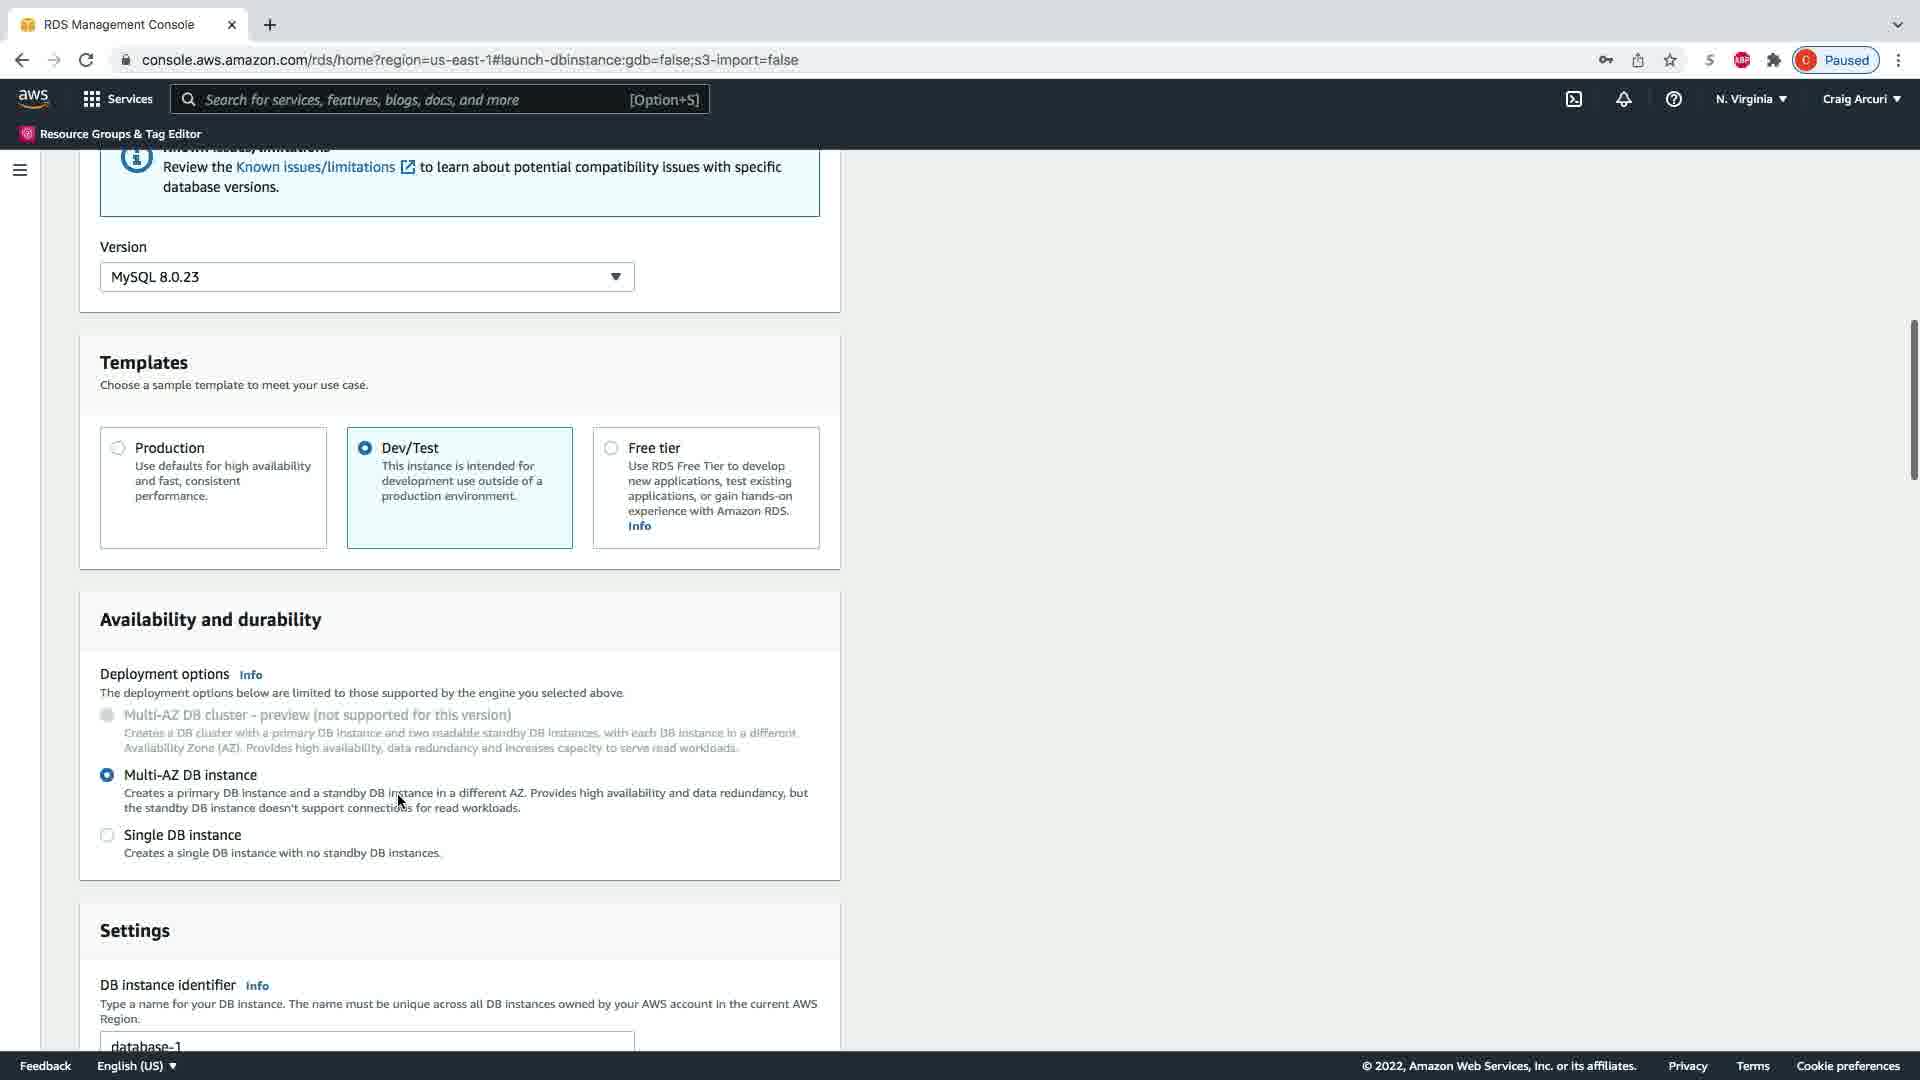 RDS Management Console
console.aws.amazon.com/rds/home?region=us-east-1#launch-dbinstance:gdb=false;s3-import=false
ABP
C Paused
aws
Services
Search for services, features, blogs, docs, and more [Option+S]
N. Virginia
Craig Arcuri
Resource Groups & Tag Editor
Known issues/limitations
Review the Known issues/limitations to learn about potential compatibility issues with specific
database versions.
Version
MySQL 8.0.23
Templates
Choose a sample template to meet your use case.
Production
Use defaults for high availability
and fast, consistent
performance.
Dev/Test
This instance is intended for
development use outside of a
production environment.
Free tier
Use RDS Free Tier to develop
new applications, test existing
applications, or gain hands-on
experience with Amazon RDS.
Info
Availability and durability
Deployment options Info
The deployment options below are limited to those supported by the engine you selected above.
Multi-AZ DB cluster - preview (not supported for this version)
Creates a DB cluster with a primary DB instance and two readable standby DB instances, with each DB instance in a different
Availability Zone (AZ). Provides high availability, data redundancy and increases capacity to serve read workloads.
Multi-AZ DB instance
Creates a primary DB instance and a standby DB instance in a different AZ. Provides high availability and data redundancy, but
the standby DB instance doesn't support connections for read workloads.
Single DB instance
Creates a single DB instance with no standby DB instances.
Settings
DB instance identifier Info
Type a name for your DB instance. The name must be unique across all DB instances owned by your AWS account in the current AWS
Region.
database-1
Feedback
English (US)
© 2022, Amazon Web Services, Inc. or its affiliates.
Privacy
Terms
Cookie preferences